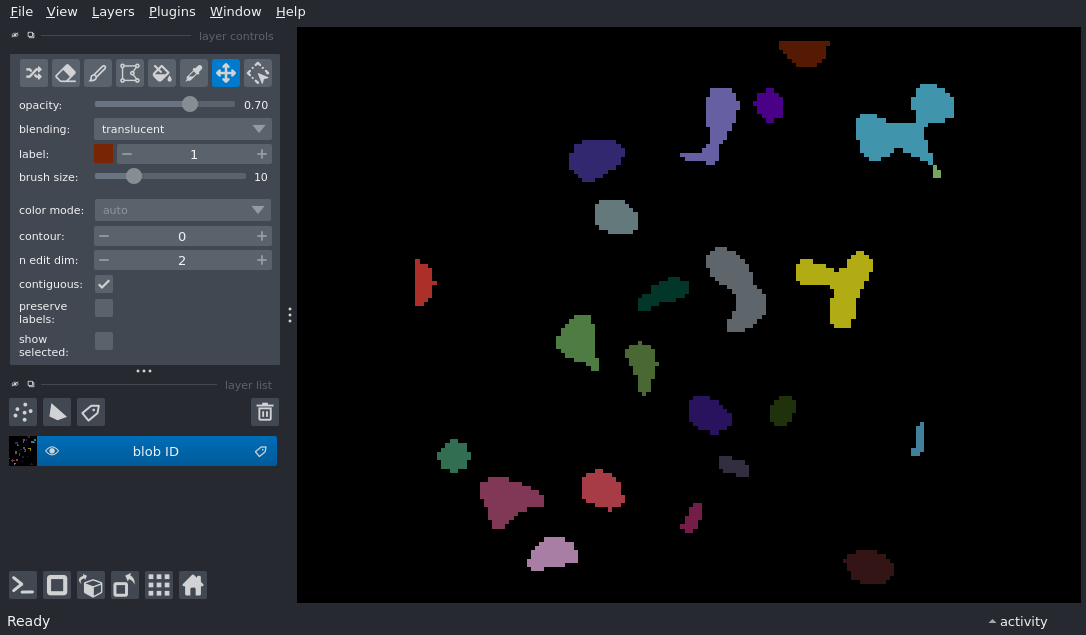 File View Layers Plugins Window Help
layer controls
opacity: 0.70
blending: translucent
label: 1
brush size: 10
color mode: auto
contour: 0
n edit dim: 2
contiguous:
preserve
labels:
show
selected:
layer list
blob ID
Ready
activity